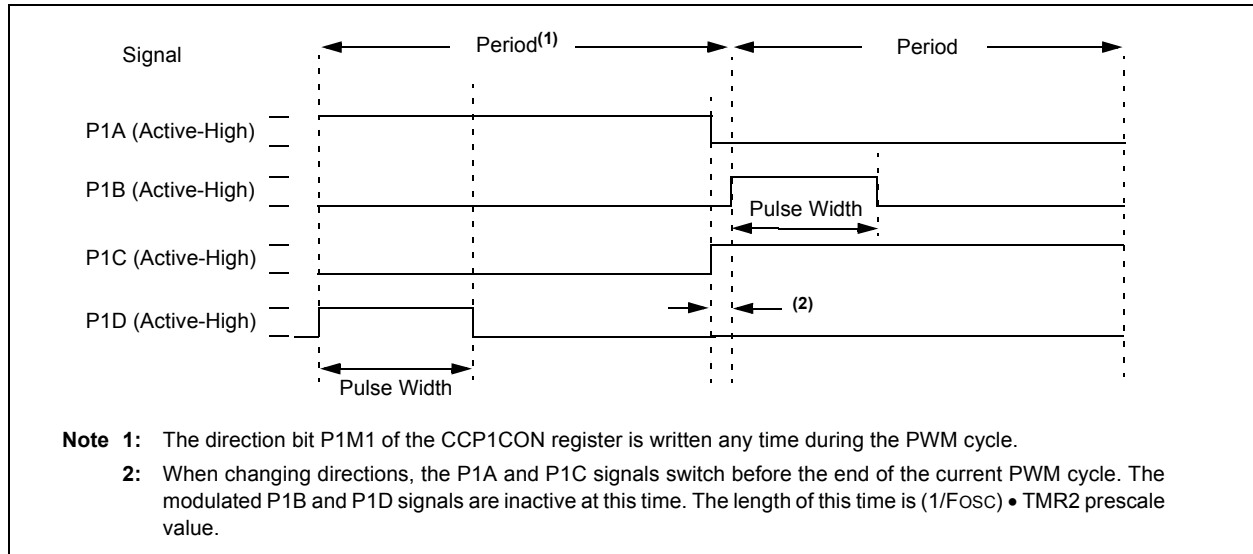 Signal
Period(1)
Period
P1A (Active-High)
P1B (Active-High)
Pulse Width
P1C (Active-High)
(2)
P1D (Active-High)
Pulse Width
Note 1: The direction bit P1M1 of the CCP1CON register is written any time during the PWM cycle.
2: When changing directions, the P1A and P1C signals switch before the end of the current PWM cycle. The
modulated P1B and P1D signals are inactive at this time. The length of this time is (1/FOSC) • TMR2 prescale
value.